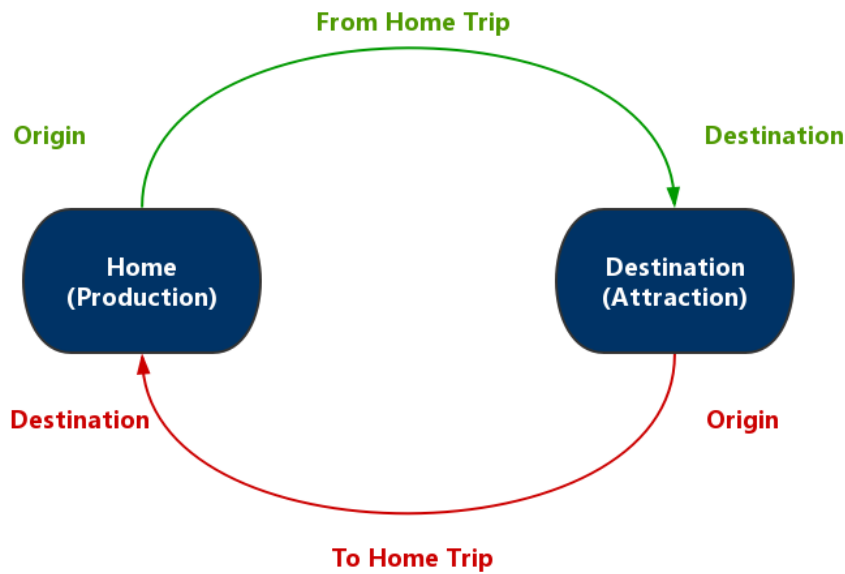 From Home Trip
Origin
Destination
Home
(Production)
Destination
(Attraction)
Destination
Origin
To Home Trip